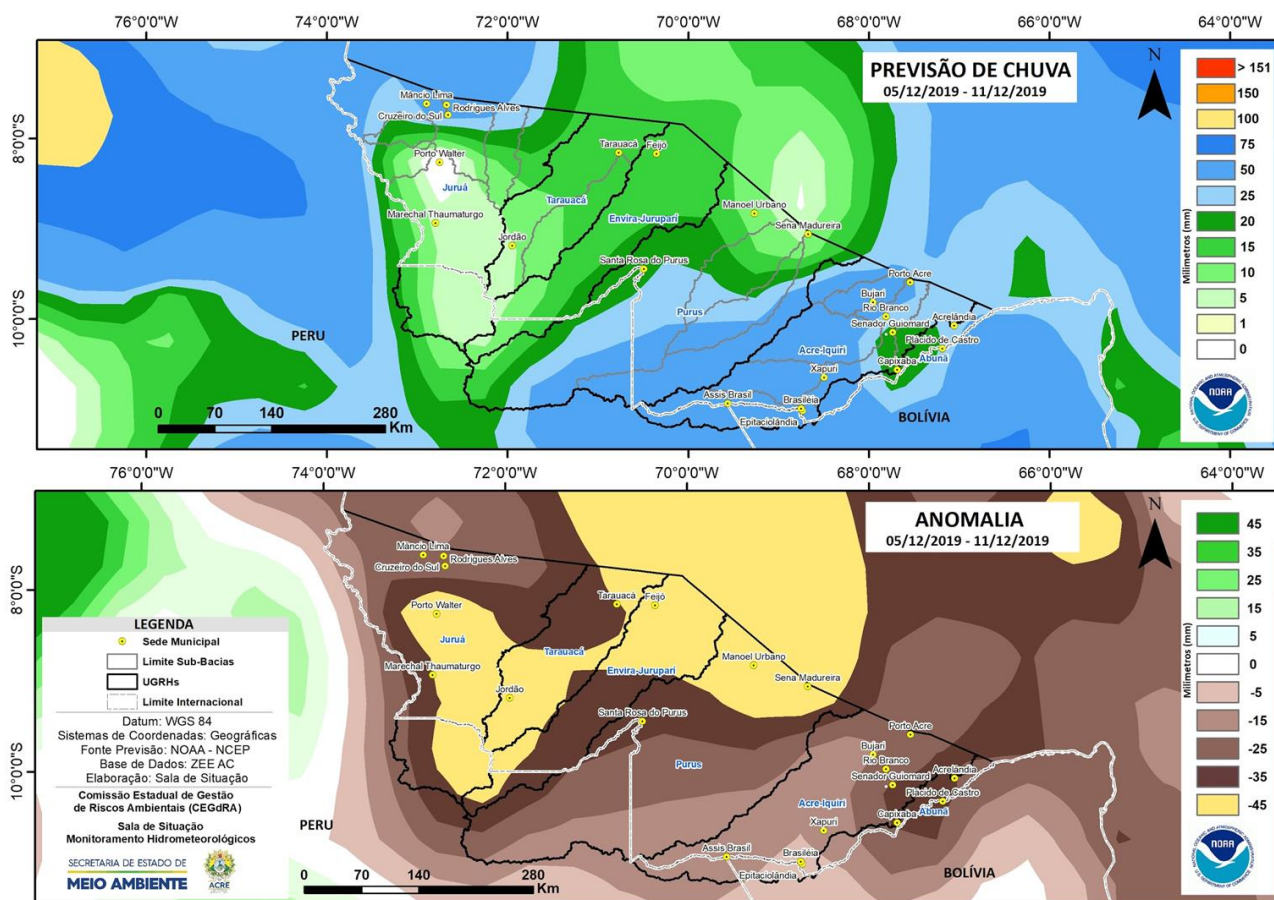 76°0'0"W 74°0'0"W 72°0'0"W 70°0'0"W 68°0'0"W 66°0'0"W 64°0'0"W
PREVISÃO DE CHUVA
05/12/2019 - 11/12/2019
N
8°0'0"S
10°0'0"S
Mâncio Lima
Rodrigues Alves
Cruzeiro do Sul
Porto Walter
Juruá
Marechal Thaumaturgo
Jordão
Tarauacá
Feijó
Tarauacá
Envira-Jurupari
Manoel Urbano
Sena Madureira
Santa Rosa do Purus
Purus
Porto Acre
Bujari
Rio Branco
Senador Guiomard
Acrelândia
Plácido de Castro
Abunã
Acre-Iquiri
Capixaba
Xapuri
Assis Brasil
Brasiléia
Epitaciolândia
PERU
BOLÍVIA
0 70 140 280
Km
Milímetros (mm)
> 151
150
100
75
50
25
20
15
10
5
1
0
NOAA
76°0'0"W 74°0'0"W 72°0'0"W 70°0'0"W 68°0'0"W 66°0'0"W 64°0'0"W
ANOMALIA
05/12/2019 - 11/12/2019
N
8°0'0"S
10°0'0"S
Mâncio Lima
Rodrigues Alves
Cruzeiro do Sul
Porto Walter
Juruá
Marechal Thaumaturgo
Jordão
Tarauacá
Feijó
Tarauacá
Envira-Jurupari
Manoel Urbano
Sena Madureira
Santa Rosa do Purus
Purus
Porto Acre
Bujari
Rio Branco
Senador Guiomard
Acrelândia
Plácido de Castro
Abunã
Acre-Iquiri
Capixaba
Xapuri
Assis Brasil
Brasiléia
Epitaciolândia
PERU
BOLÍVIA
0 70 140 280
Km
Milímetros (mm)
45
35
25
15
5
0
-5
-15
-25
-35
-45
NOAA
LEGENDA
Sede Municipal
Limite Sub-Bacias
UGRHs
Limite Internacional
Datum: WGS 84
Sistemas de Coordenadas: Geográficas
Fonte Previsão: NOAA - NCEP
Base de Dados: ZEE AC
Elaboração: Sala de Situação
Comissão Estadual de Gestão
de Riscos Ambientais (CEGdRA)
Sala de Situação
Monitoramento Hidrometeorológicos
SECRETARIA DE ESTADO DE
MEIO AMBIENTE
ACRE